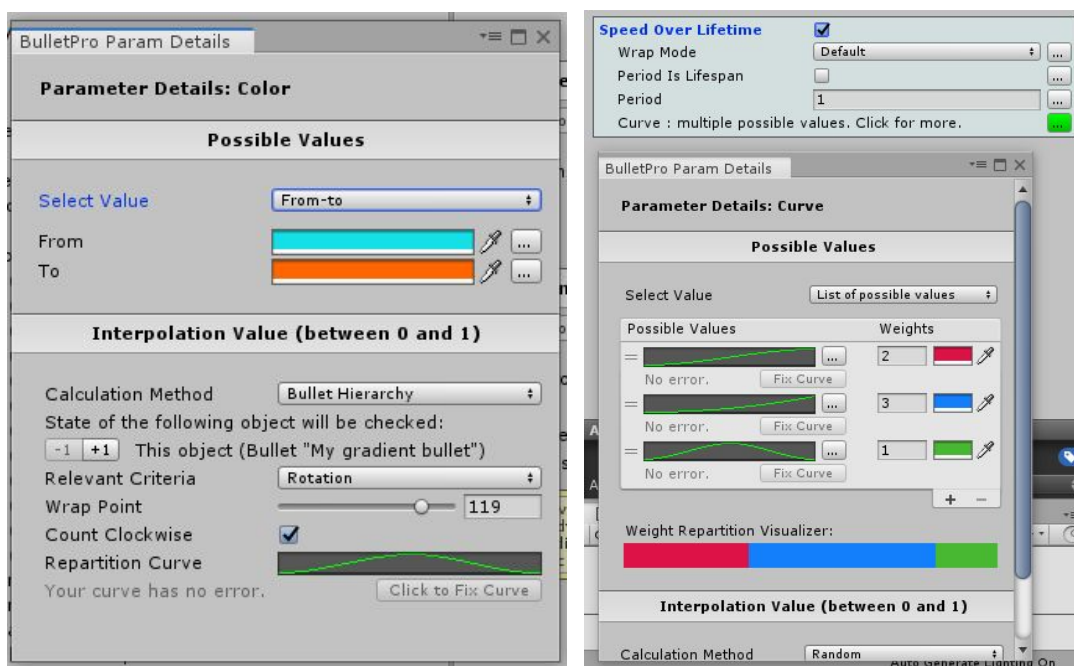 BulletPro Param Details
Parameter Details: Color
Possible Values
Select Value From-to
From ...
To ...
Interpolation Value (between 0 and 1)
Calculation Method Bullet Hierarchy
State of the following object will be checked:
-1 +1 This object (Bullet "My gradient bullet")
Relevant Criteria Rotation
Wrap Point 119
Count Clockwise
Repartition Curve
Your curve has no error. Click to Fix Curve
Speed Over Lifetime
Wrap Mode Default ...
Period Is Lifespan ...
Period 1 ...
Curve : multiple possible values. Click for more. ...
BulletPro Param Details
Parameter Details: Curve
Possible Values
Select Value List of possible values
Possible Values Weights
= ... 2
No error. Fix Curve
= ... 3
No error. Fix Curve
= ... 1
No error. Fix Curve
+ -
Weight Repartition Visualizer:
Interpolation Value (between 0 and 1)
Calculation Method Random
Auto Generate Lighting On